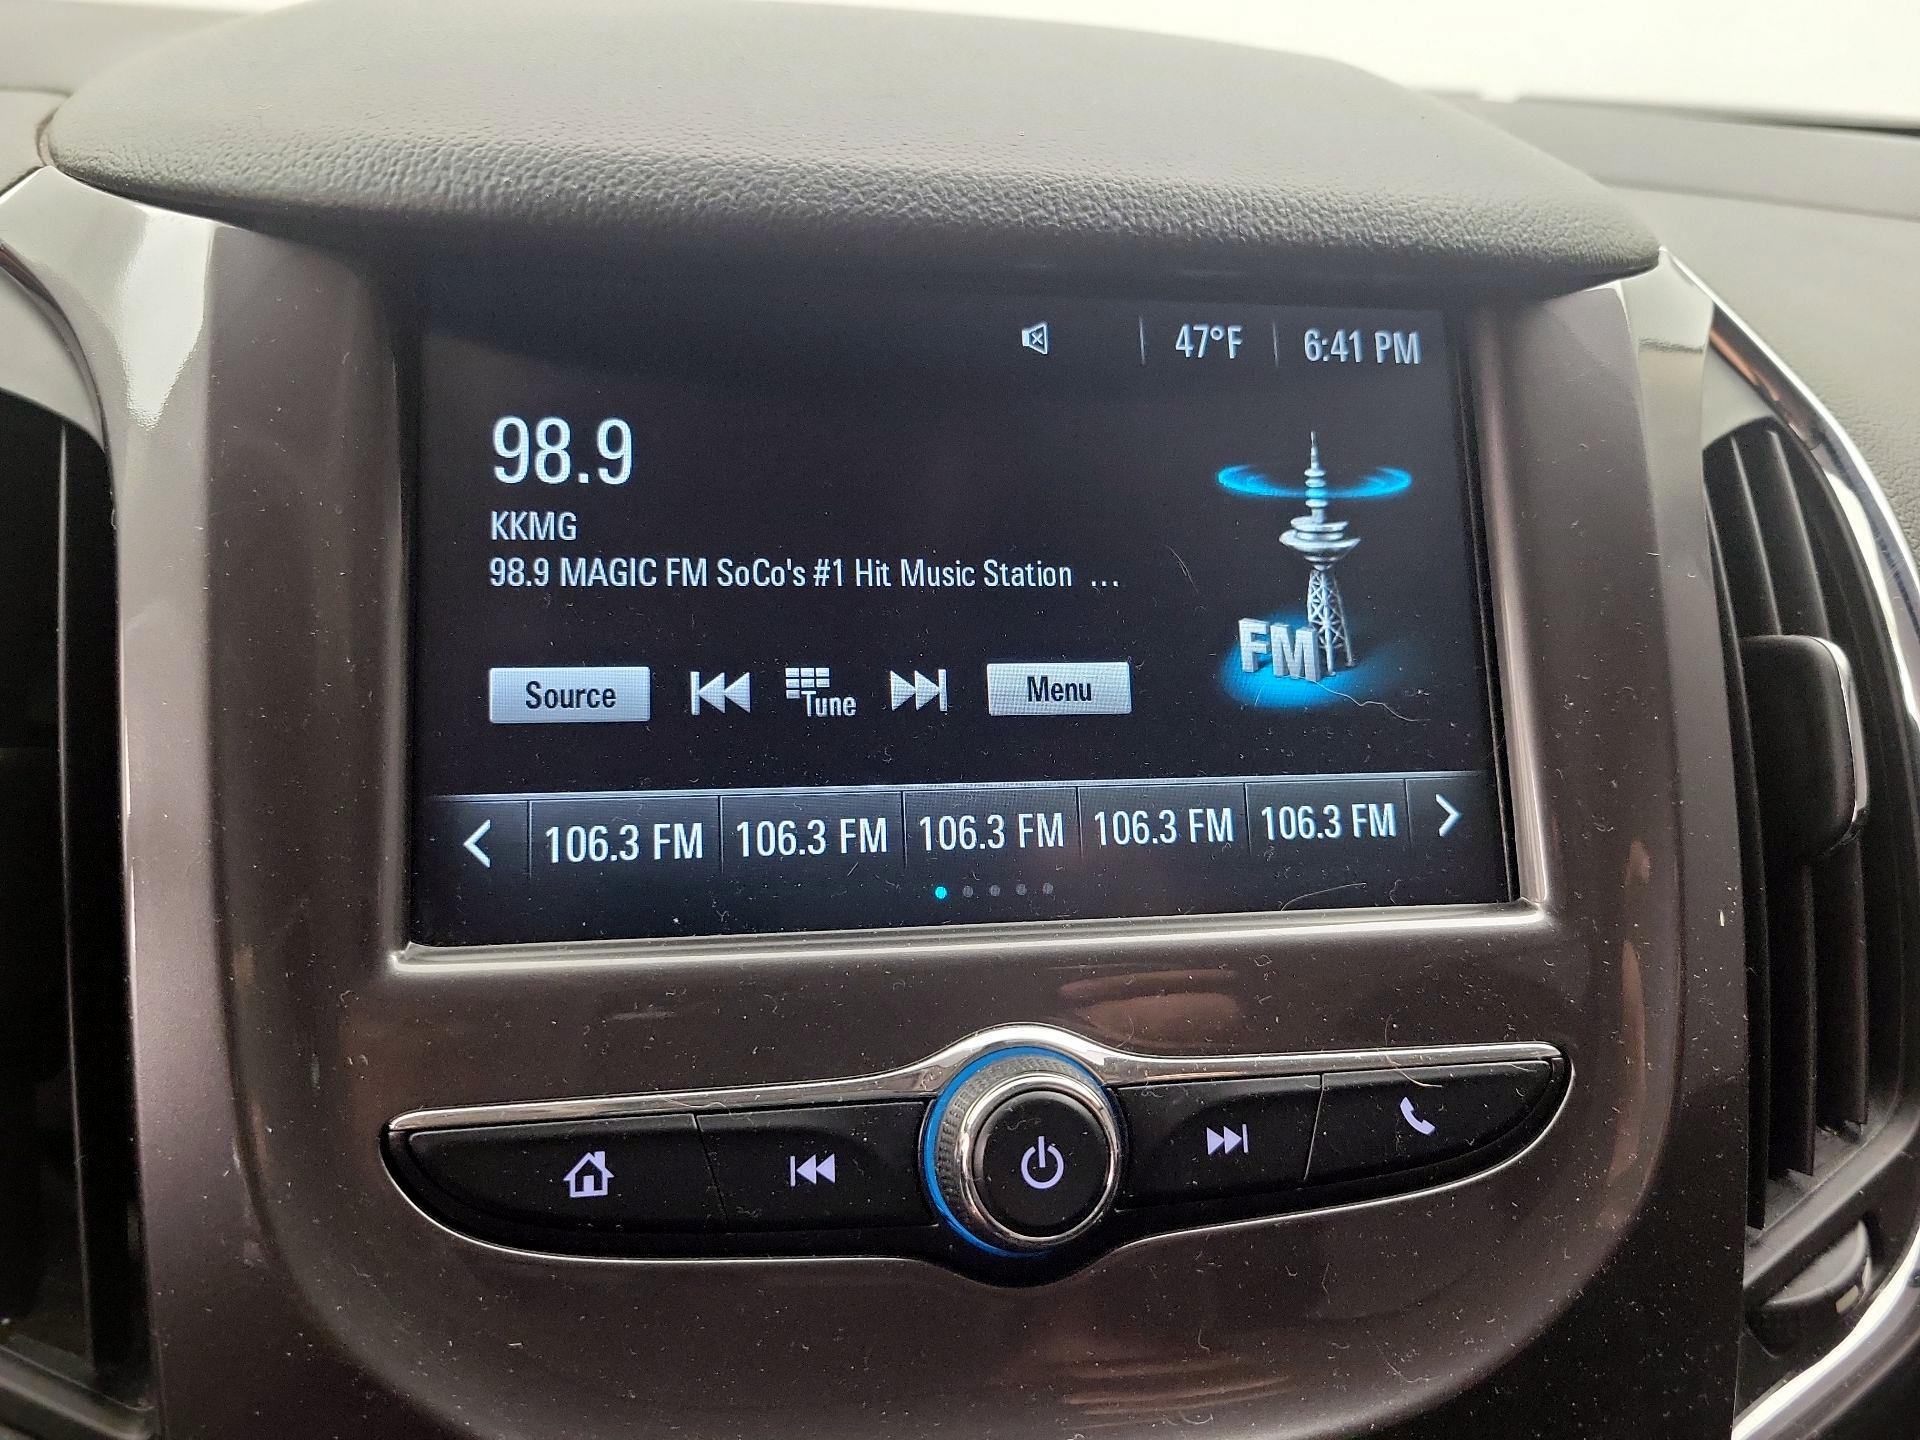 47°F 6:41 PM
98.9
KKMG
98.9 MAGIC FM SoCo's #1 Hit Music Station ...
FM
Source Tune Menu
106.3 FM 106.3 FM 106.3 FM 106.3 FM 106.3 FM